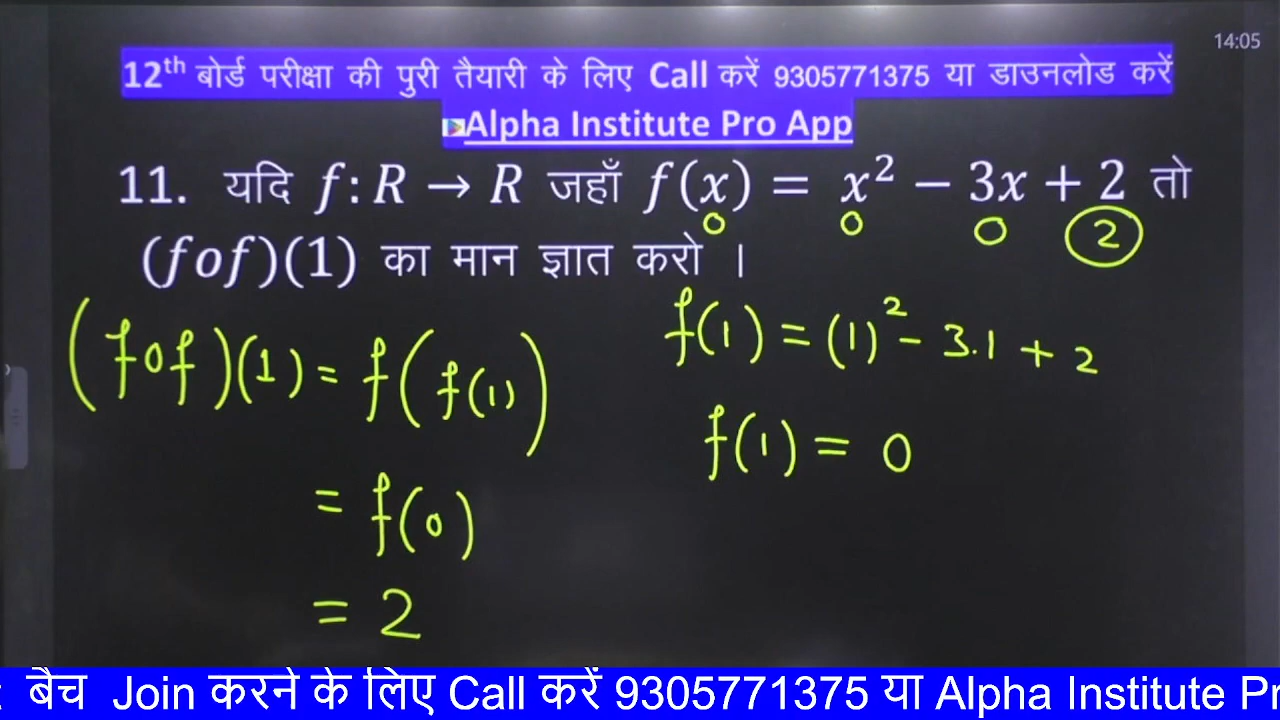 14:05
12th बोर्ड परीक्षा की पुरी तैयारी के लिए Call करें 9305771375 या डाउनलोड करें
Alpha Institute Pro App
11. यदि f: R → R जहाँ f(x) = x² − 3x + 2 तो
0 0 0 2
(fof)(1) का मान ज्ञात करो ।
(fof)(1) = f(f(1))
= f(0)
= 2
f(1) = (1)² - 3.1 + 2
f(1) = 0
बैच Join करने के लिए Call करें 9305771375 या Alpha Institute Pr